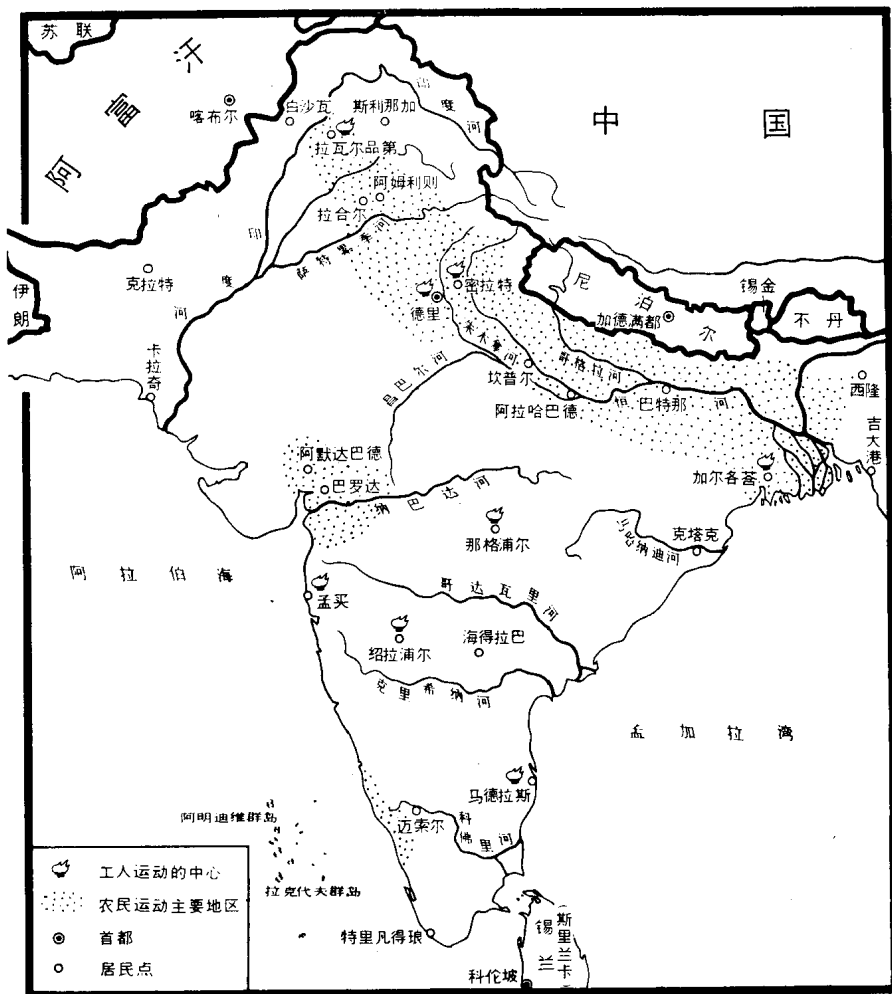 苏联
阿富汗
喀布尔
白沙瓦
斯利那加
印度河
中国
拉瓦尔品第
阿姆利则
拉合尔
印度河
萨特累季河
克拉特
伊朗
密拉特
德里
尼泊尔
加德满都
锡金
不丹
朱木拿河
哥格拉河
卡拉奇
昌巴尔河
坎普尔
阿拉哈巴德
恒河
巴特那
西隆
吉大港
阿默达巴德
巴罗达
加尔各荅
纳巴达河
那格浦尔
马哈纳迪河
克塔克
阿拉伯海
孟买
哥达瓦里河
绍拉浦尔
海得拉巴
克里希纳河
孟加拉湾
马德拉斯
阿明迪维群岛
迈索尔
科佛里河
拉克代夫群岛
特里凡得琅
锡兰
斯里兰卡
科伦坡
工人运动的中心
农民运动主要地区
首都
居民点